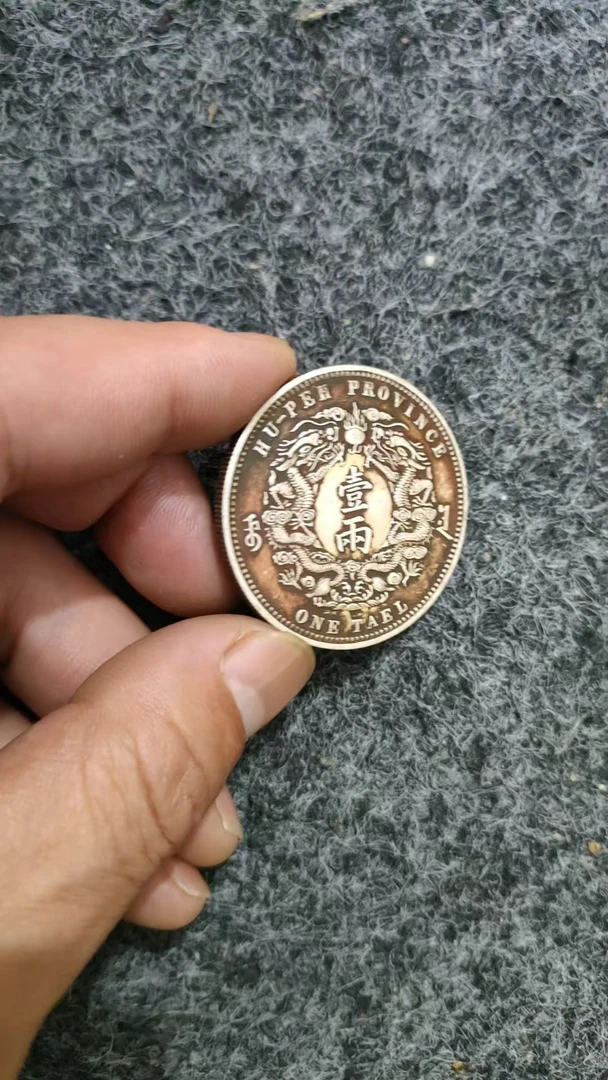 HU-PEH PROVINCE
壹
兩
ONE TAEL